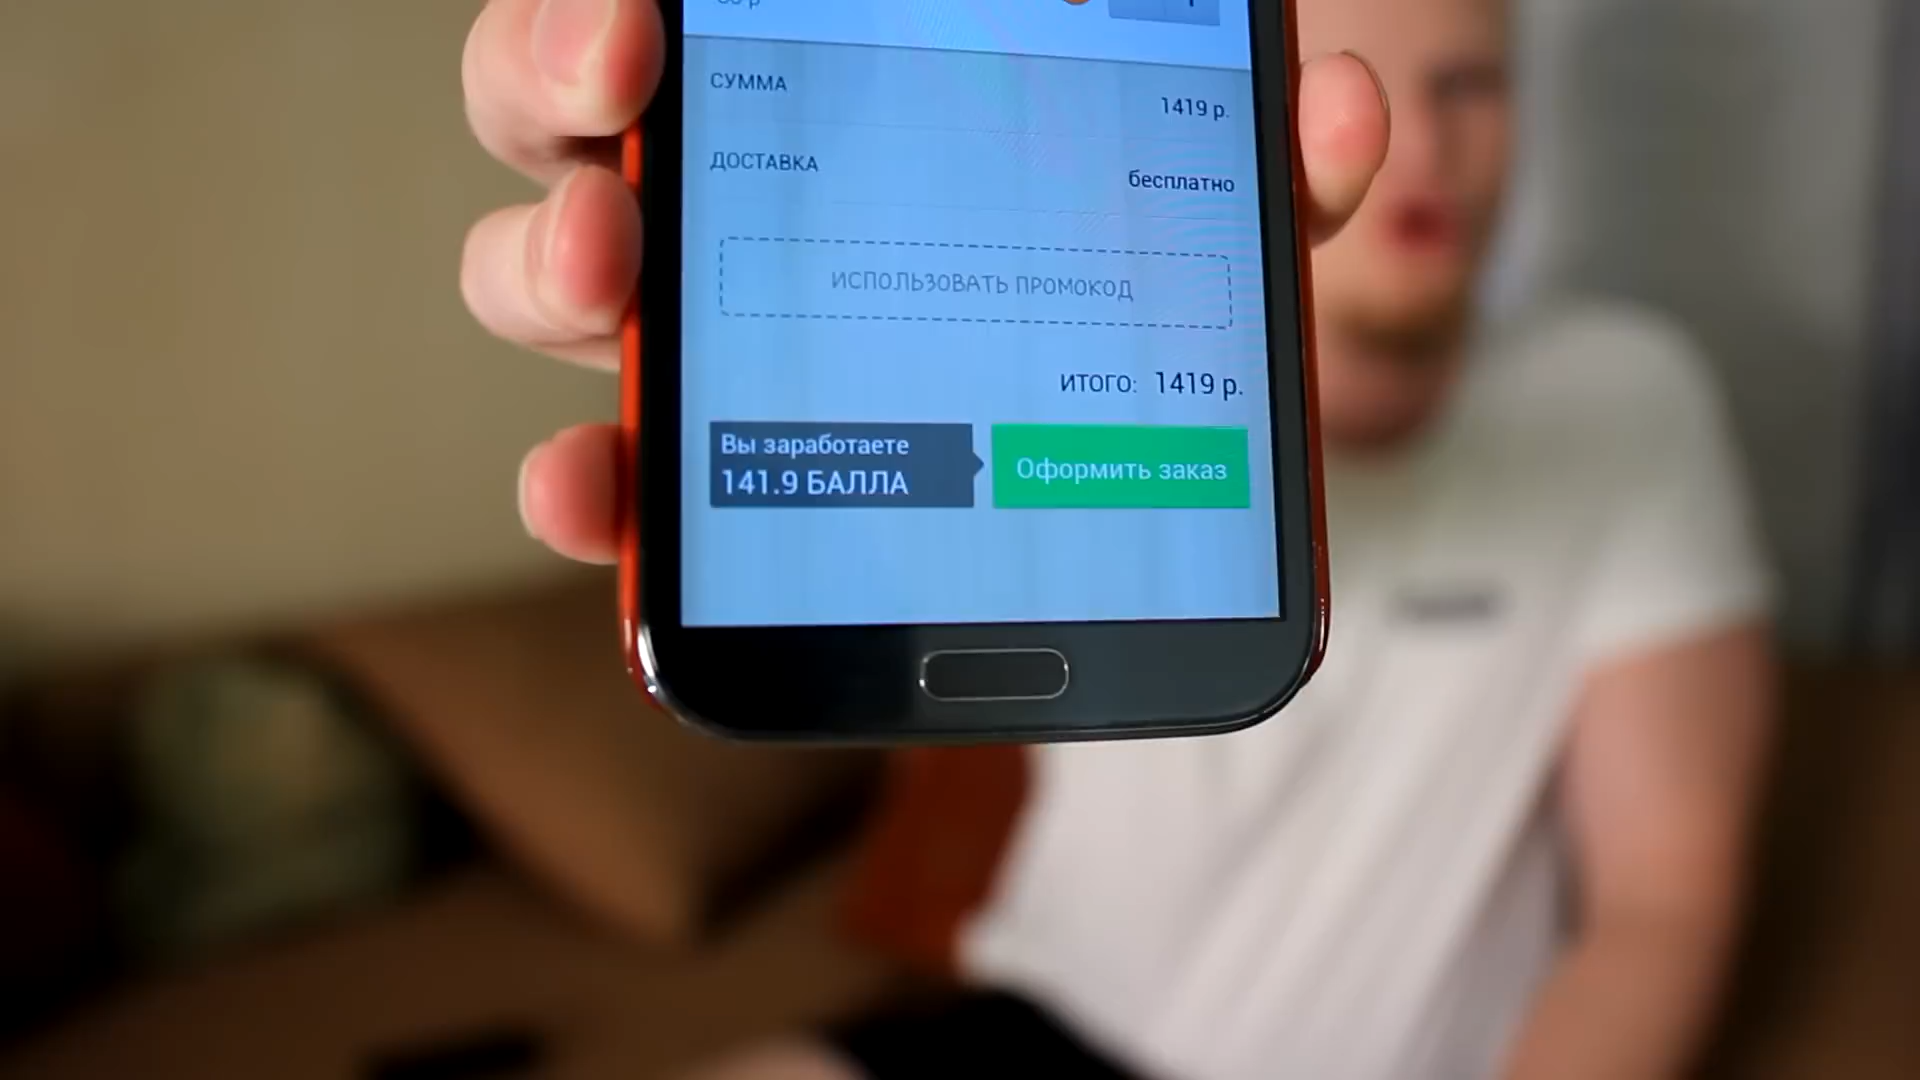 СУММА
1419 р.
ДОСТАВКА
бесплатно
ИСПОЛЬЗОВАТЬ ПРОМОКОД
ИТОГО: 1419 р.
Вы заработаете
141.9 БАЛЛА
Оформить заказ